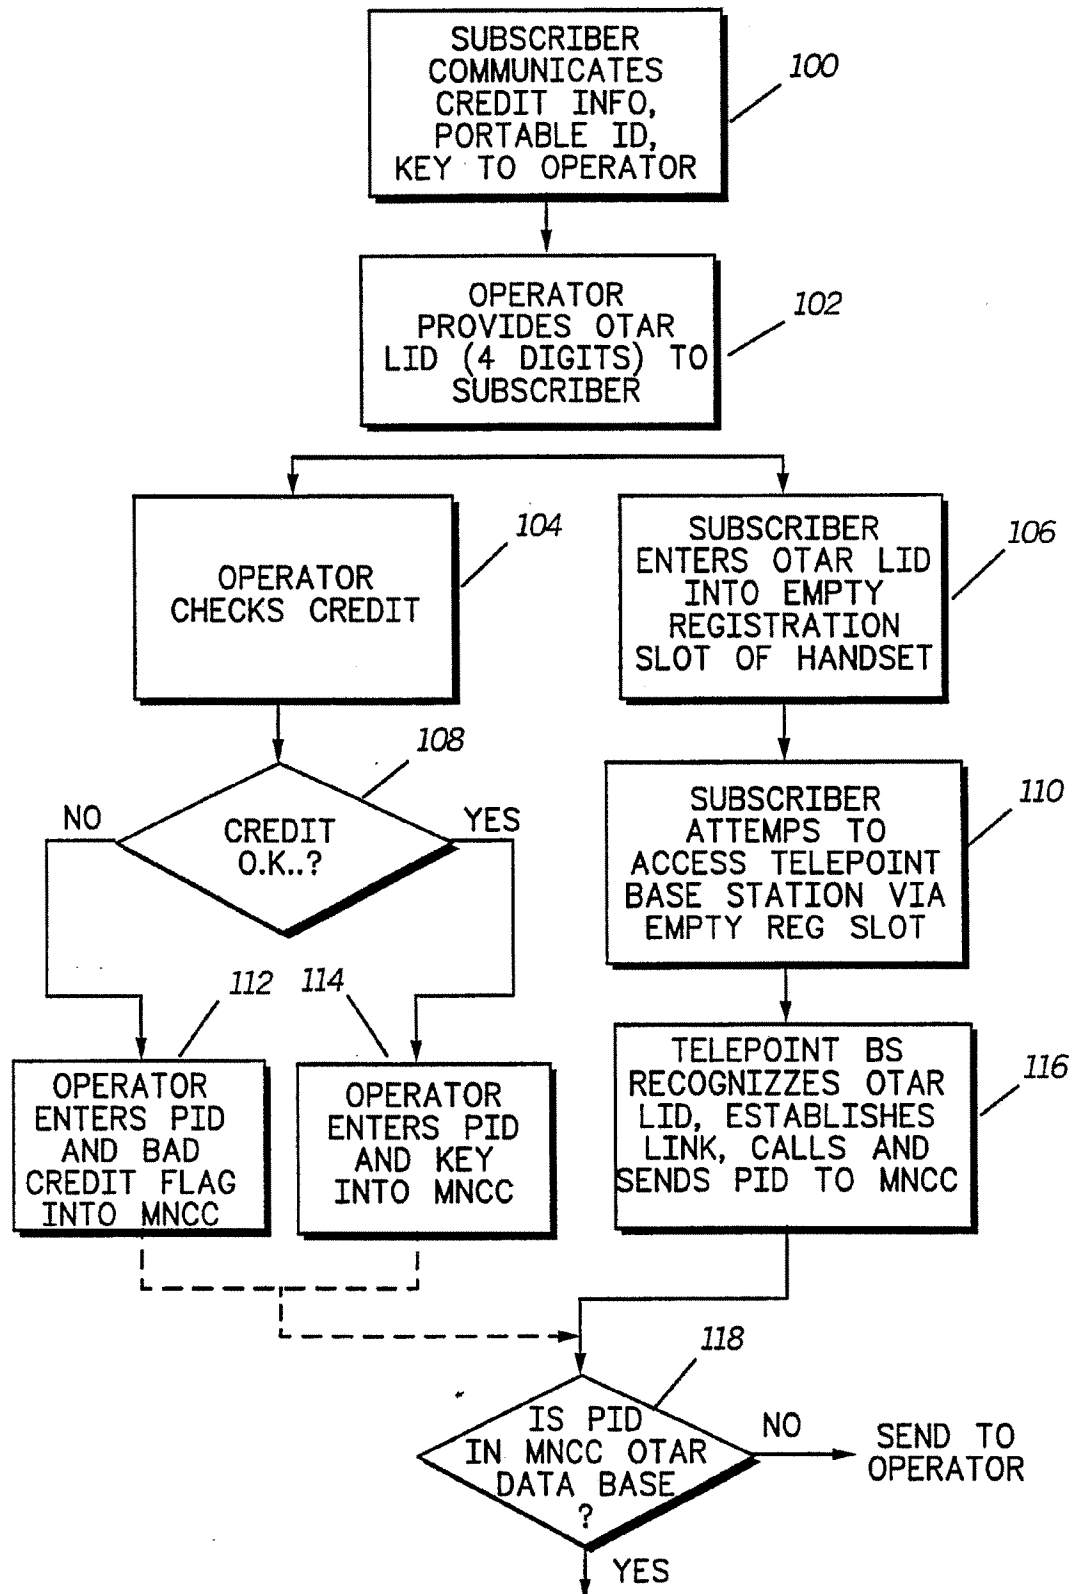 SUBSCRIBER
COMMUNICATES
CREDIT INFO,
PORTABLE ID,
KEY TO OPERATOR
100
OPERATOR
PROVIDES OTAR
LID (4 DIGITS) TO
SUBSCRIBER
102
OPERATOR
CHECKS CREDIT
104
SUBSCRIBER
ENTERS OTAR LID
INTO EMPTY
REGISTRATION
SLOT OF HANDSET
106
108
NO
CREDIT
O.K..?
YES
SUBSCRIBER
ATTEMPS TO
ACCESS TELEPOINT
BASE STATION VIA
EMPTY REG SLOT
110
112
OPERATOR
ENTERS PID
AND BAD
CREDIT FLAG
INTO MNCC
114
OPERATOR
ENTERS PID
AND KEY
INTO MNCC
TELEPOINT BS
RECOGNIZZES OTAR
LID, ESTABLISHES
LINK, CALLS AND
SENDS PID TO MNCC
116
118
IS PID
IN MNCC OTAR
DATA BASE
?
NO
SEND TO
OPERATOR
YES